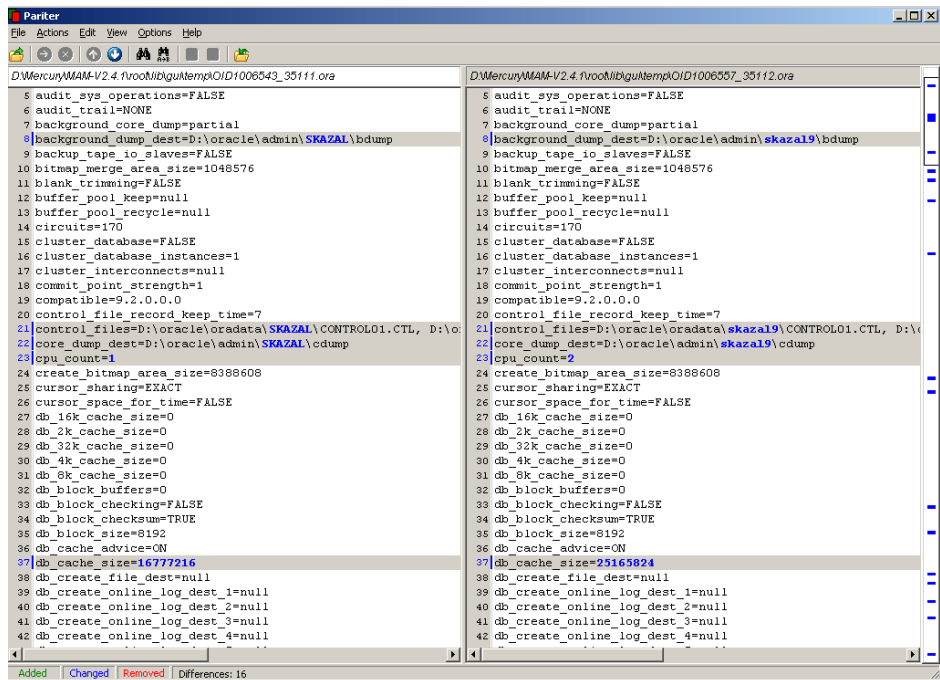 Pariter
File Actions Edit View Options Help
D:\Mercury\MAM-V2.4.1\root\lib\gui\temp\OID1006543_35111.ora
5 audit_sys_operations=FALSE
6 audit_trail=NONE
7 background_core_dump=partial
8 background_dump_dest=D:\oracle\admin\SKAZAL\bdump
9 backup_tape_io_slaves=FALSE
10 bitmap_merge_area_size=1048576
11 blank_trimming=FALSE
12 buffer_pool_keep=null
13 buffer_pool_recycle=null
14 circuits=170
15 cluster_database=FALSE
16 cluster_database_instances=1
17 cluster_interconnects=null
18 commit_point_strength=1
19 compatible=9.2.0.0.0
20 control_file_record_keep_time=7
21 control_files=D:\oracle\oradata\SKAZAL\CONTROL01.CTL, D:\o
22 core_dump_dest=D:\oracle\admin\SKAZAL\cdump
23 cpu_count=1
24 create_bitmap_area_size=8388608
25 cursor_sharing=EXACT
26 cursor_space_for_time=FALSE
27 db_16k_cache_size=0
28 db_2k_cache_size=0
29 db_32k_cache_size=0
30 db_4k_cache_size=0
31 db_8k_cache_size=0
32 db_block_buffers=0
33 db_block_checking=FALSE
34 db_block_checksum=TRUE
35 db_block_size=8192
36 db_cache_advice=ON
37 db_cache_size=16777216
38 db_create_file_dest=null
39 db_create_online_log_dest_1=null
40 db_create_online_log_dest_2=null
41 db_create_online_log_dest_3=null
42 db_create_online_log_dest_4=null
D:\Mercury\MAM-V2.4.1\root\lib\gui\temp\OID1006557_35112.ora
5 audit_sys_operations=FALSE
6 audit_trail=NONE
7 background_core_dump=partial
8 background_dump_dest=D:\oracle\admin\skazal9\bdump
9 backup_tape_io_slaves=FALSE
10 bitmap_merge_area_size=1048576
11 blank_trimming=FALSE
12 buffer_pool_keep=null
13 buffer_pool_recycle=null
14 circuits=170
15 cluster_database=FALSE
16 cluster_database_instances=1
17 cluster_interconnects=null
18 commit_point_strength=1
19 compatible=9.2.0.0.0
20 control_file_record_keep_time=7
21 control_files=D:\oracle\oradata\skazal9\CONTROL01.CTL, D:\
22 core_dump_dest=D:\oracle\admin\skazal9\cdump
23 cpu_count=2
24 create_bitmap_area_size=8388608
25 cursor_sharing=EXACT
26 cursor_space_for_time=FALSE
27 db_16k_cache_size=0
28 db_2k_cache_size=0
29 db_32k_cache_size=0
30 db_4k_cache_size=0
31 db_8k_cache_size=0
32 db_block_buffers=0
33 db_block_checking=FALSE
34 db_block_checksum=TRUE
35 db_block_size=8192
36 db_cache_advice=ON
37 db_cache_size=25165824
38 db_create_file_dest=null
39 db_create_online_log_dest_1=null
40 db_create_online_log_dest_2=null
41 db_create_online_log_dest_3=null
42 db_create_online_log_dest_4=null
Added Changed Removed Differences: 16